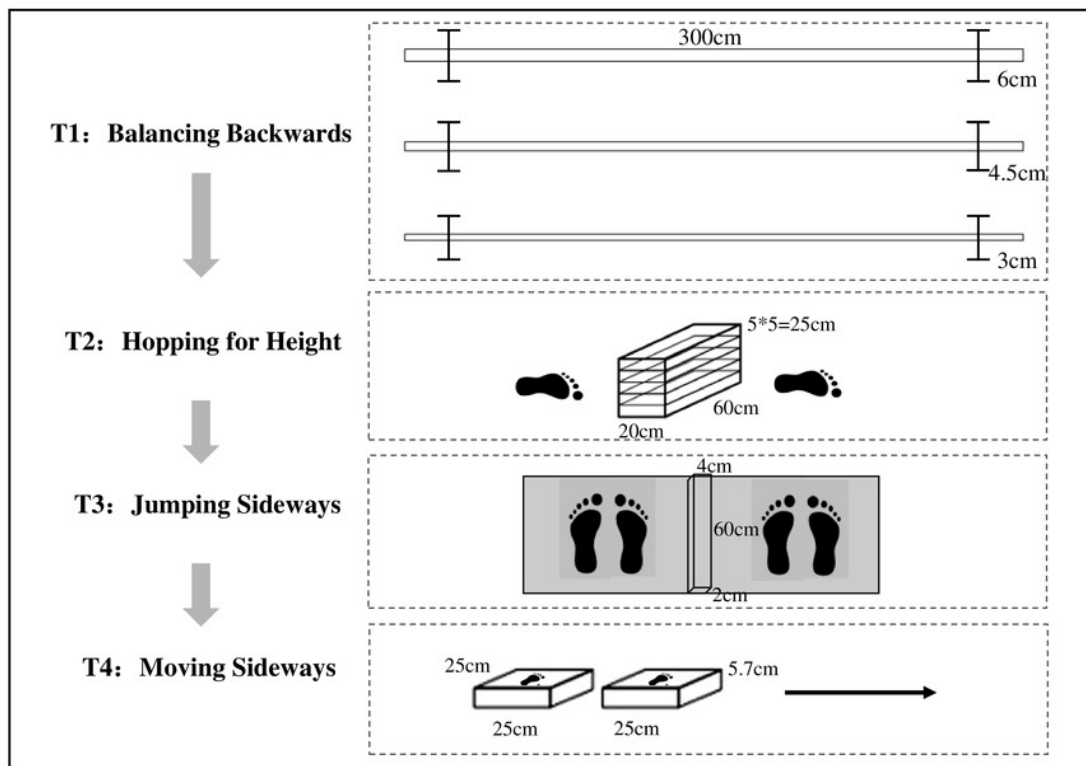 300cm
6cm
T1： Balancing Backwards
4.5cm
3cm
T2： Hopping for Height
5*5=25cm
60cm
20cm
T3： Jumping Sideways
4cm
60cm
2cm
T4： Moving Sideways
25cm
5.7cm
25cm
25cm